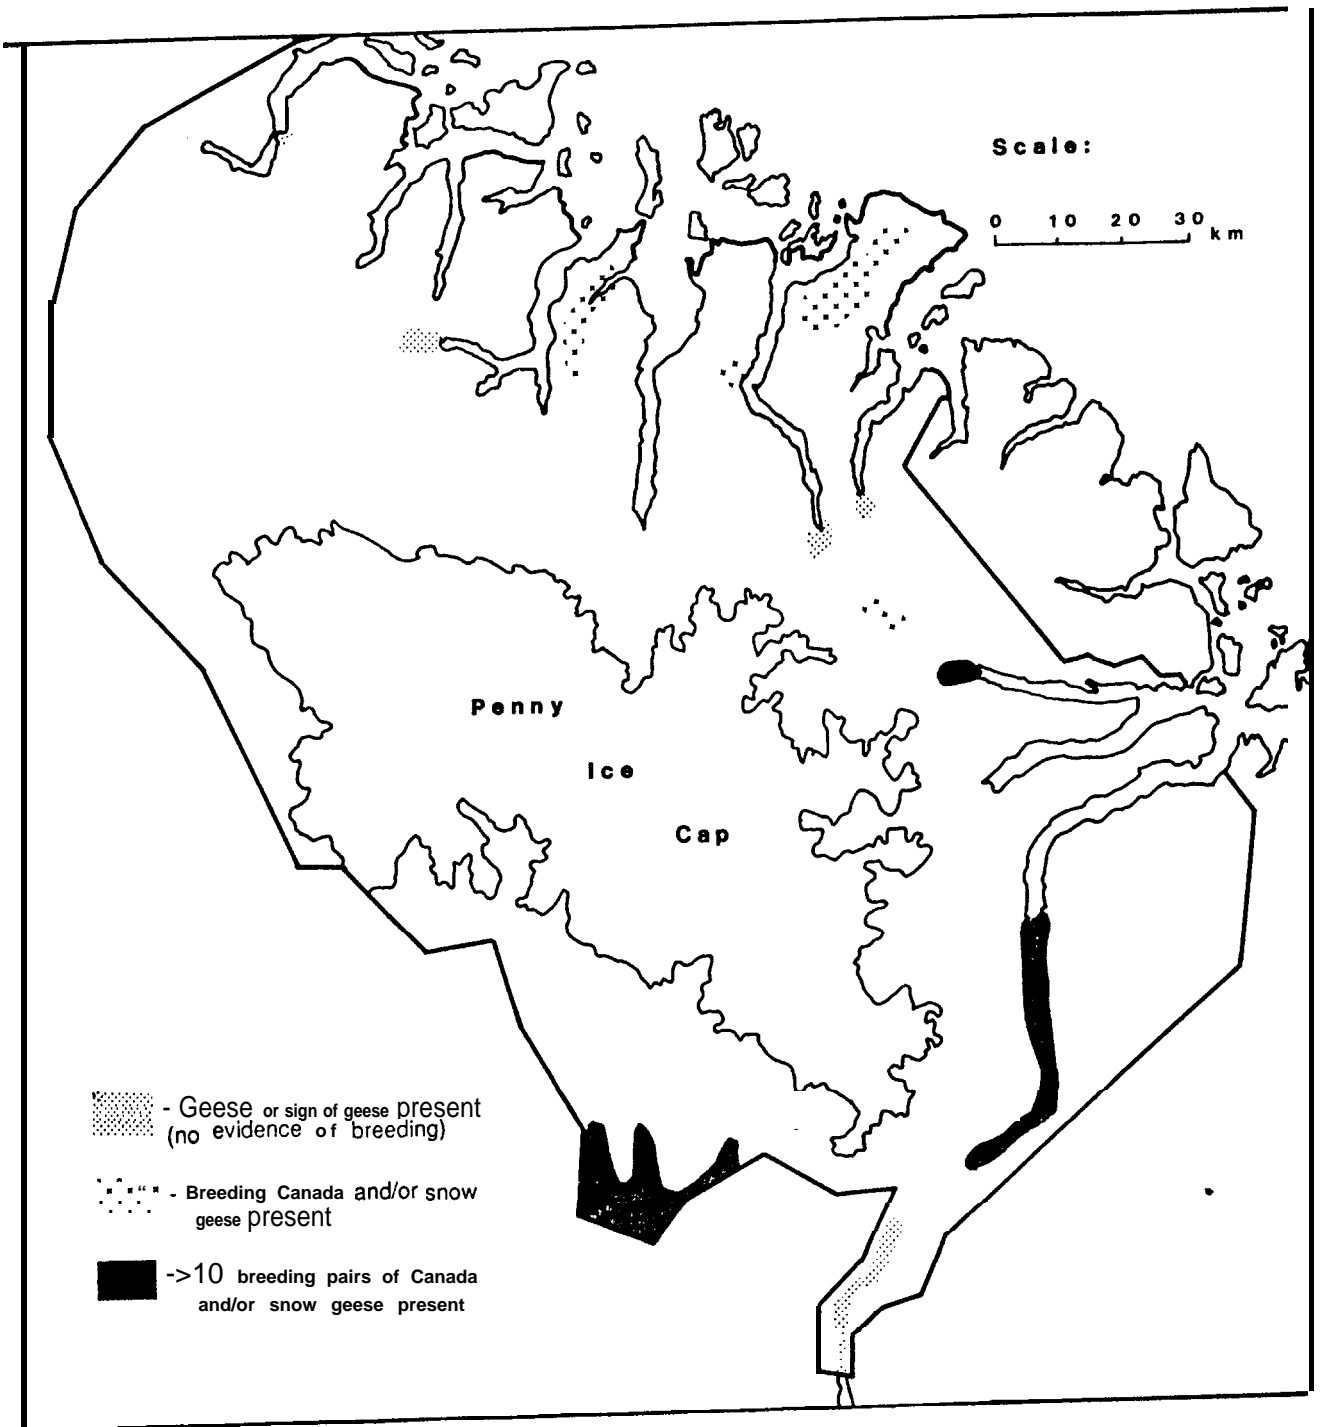 Scale:
0 10 20 30 km
Penny
Ice
Cap
- Geese or sign of geese present
(no evidence of breeding)
- Breeding Canada and/or snow
geese present
->10 breeding pairs of Canada
and/or snow geese present